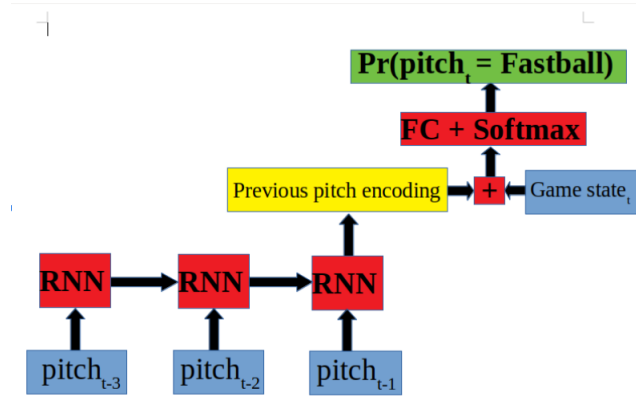 Pr(pitch_t = Fastball)
FC + Softmax
Previous pitch encoding + Game state_t
RNN RNN RNN
pitch_t-3 pitch_t-2 pitch_t-1